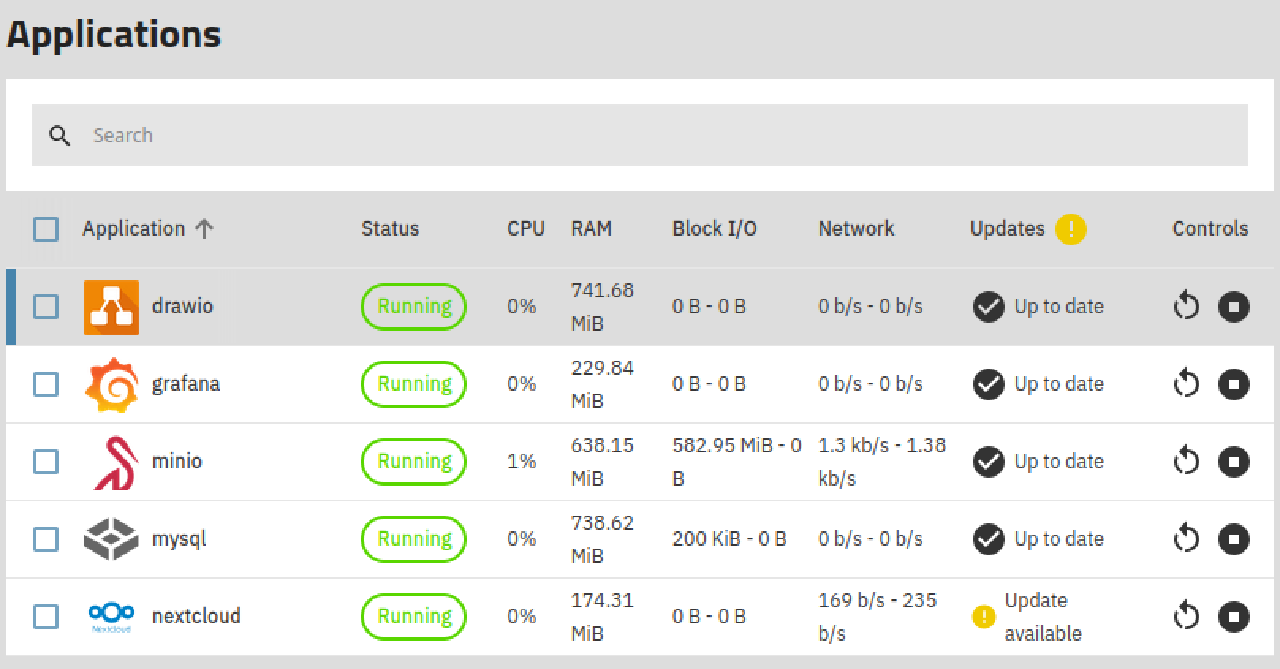 Applications
Search
Application Status CPU RAM Block I/O Network Updates Controls
drawio Running 0% 741.68 MiB 0 B - 0 B 0 b/s - 0 b/s Up to date
grafana Running 0% 229.84 MiB 0 B - 0 B 0 b/s - 0 b/s Up to date
minio Running 1% 638.15 MiB 582.95 MiB - 0 B 1.3 kb/s - 1.38 kb/s Up to date
mysql Running 0% 738.62 MiB 200 KiB - 0 B 0 b/s - 0 b/s Up to date
Nextcloud nextcloud Running 0% 174.31 MiB 0 B - 0 B 169 b/s - 235 b/s Update available